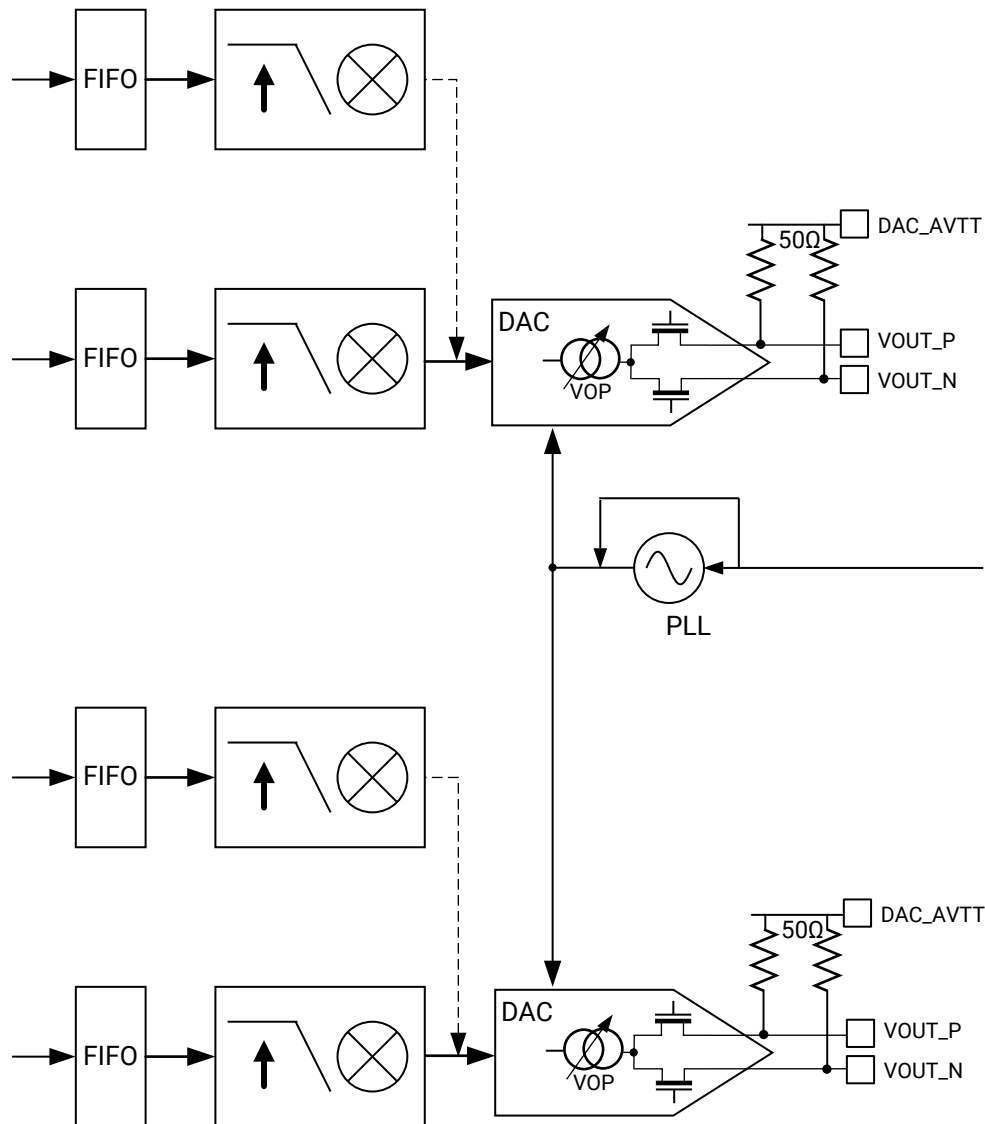 FIFO
DAC_AVTT
50Ω
FIFO
DAC
VOP
VOUT_P
VOUT_N
PLL
FIFO
DAC_AVTT
50Ω
FIFO
DAC
VOP
VOUT_P
VOUT_N